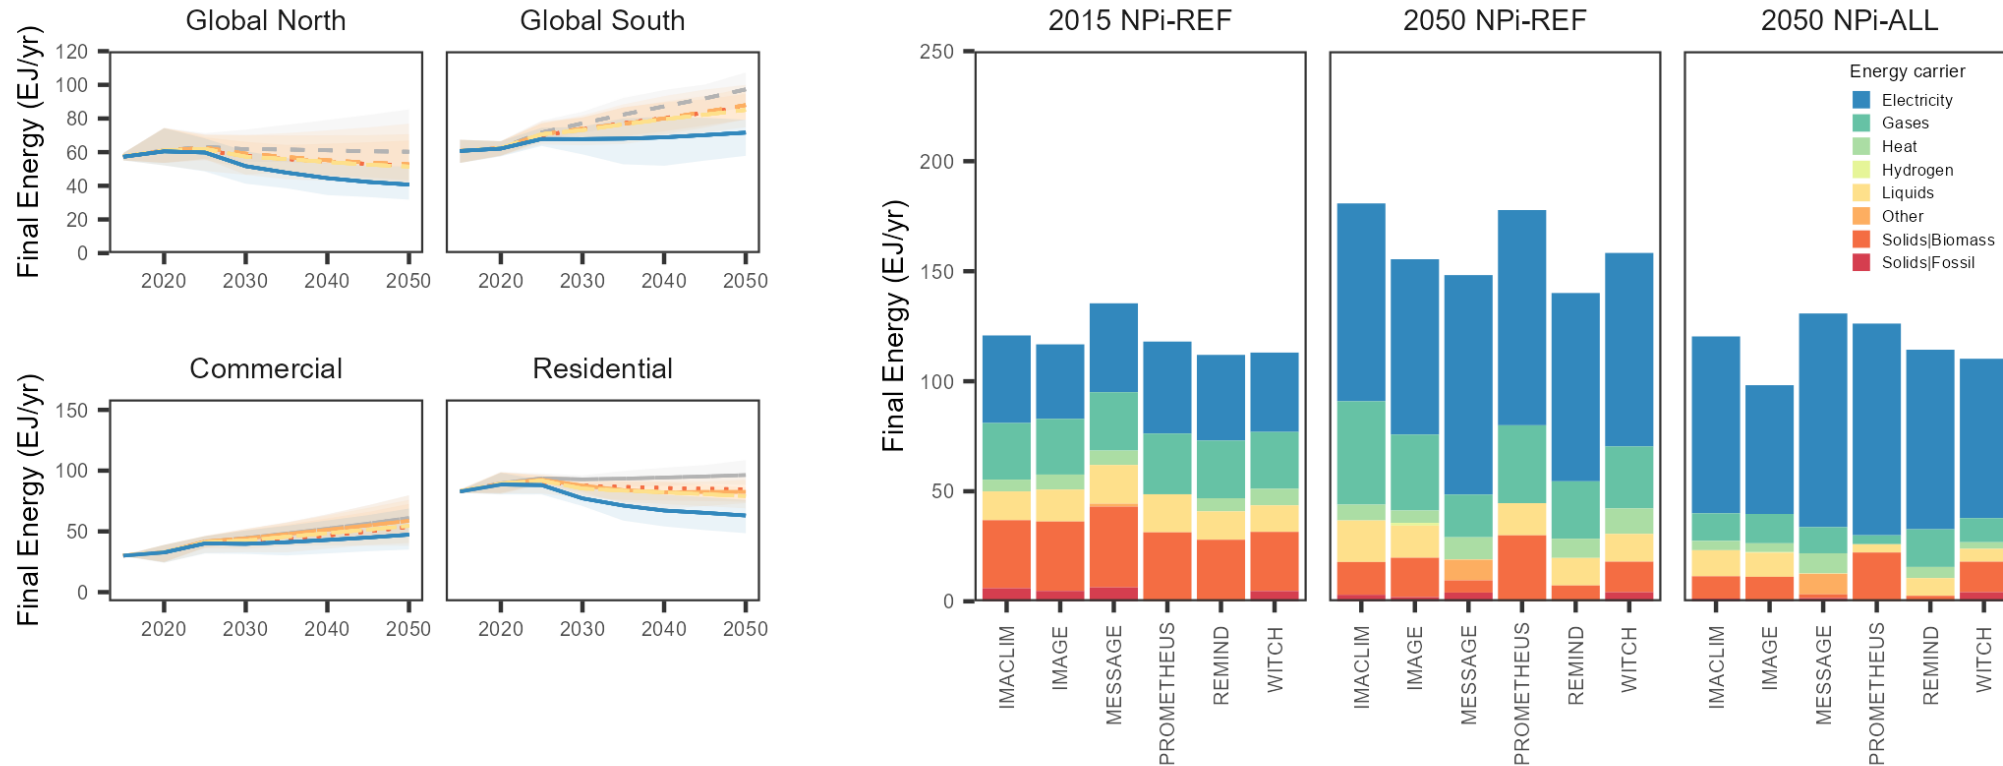 Global North
Global South
Final Energy (EJ/yr)
120
100
80
60
40
20
0
2020 2030 2040 2050
2020 2030 2040 2050
Commercial
Residential
Final Energy (EJ/yr)
150
100
50
0
2020 2030 2040 2050
2020 2030 2040 2050
2015 NPi-REF
2050 NPi-REF
2050 NPi-ALL
Final Energy (EJ/yr)
250
200
150
100
50
0
Energy carrier
Electricity
Gases
Heat
Hydrogen
Liquids
Other
Solids|Biomass
Solids|Fossil
IMACLIM
IMAGE
MESSAGE
PROMETHEUS
REMIND
WITCH
IMACLIM
IMAGE
MESSAGE
PROMETHEUS
REMIND
WITCH
IMACLIM
IMAGE
MESSAGE
PROMETHEUS
REMIND
WITCH